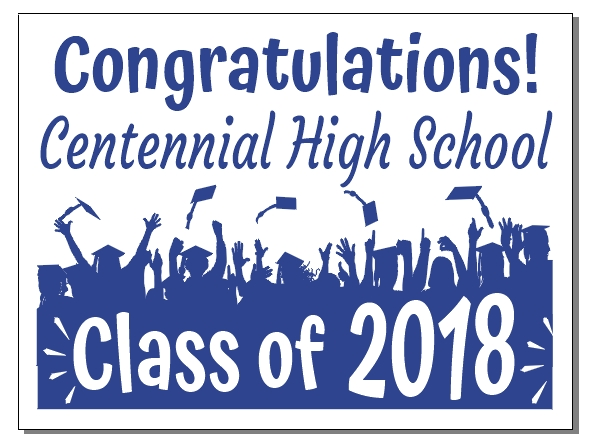 Congratulations!
Centennial High School
Class of 2018